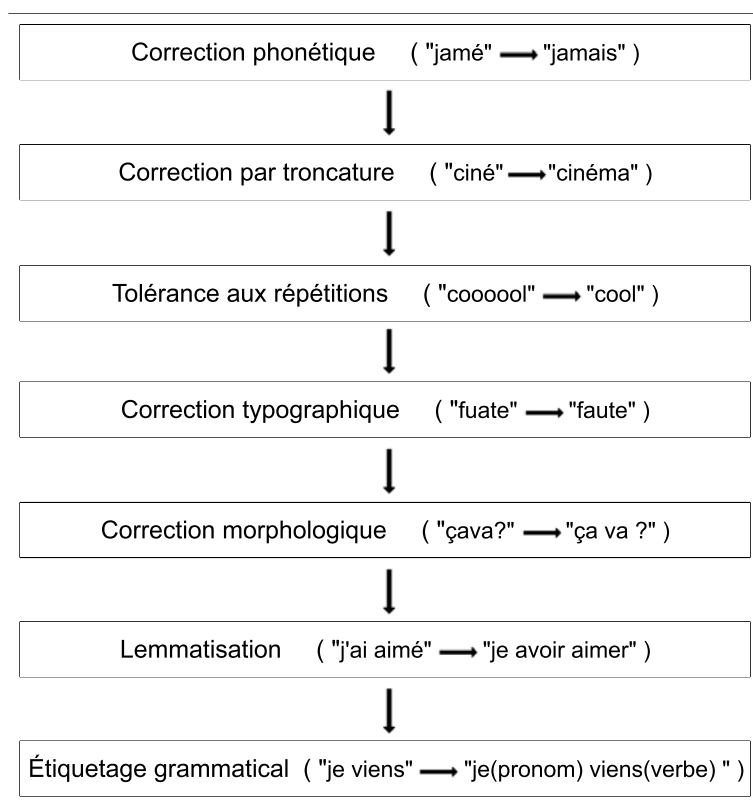 Correction phonétique ( "jamé" → "jamais" )
Correction par troncature ( "ciné" → "cinéma" )
Tolérance aux répétitions ( "coooool" → "cool" )
Correction typographique ( "fuate" → "faute" )
Correction morphologique ( "çava?" → "ça va ?" )
Lemmatisation ( "j'ai aimé" → "je avoir aimer" )
Étiquetage grammatical ( "je viens" → "je(pronom) viens(verbe) " )